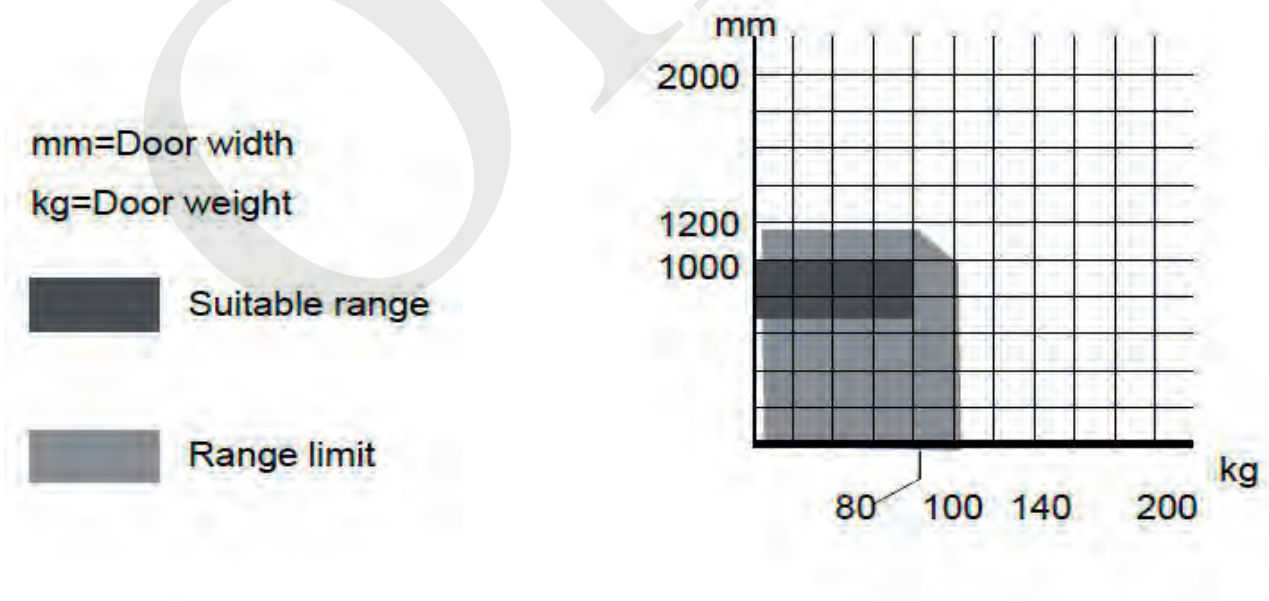 mm
2000
mm=Door width
kg=Door weight
1200
1000
Suitable range
Range limit
kg
80 100 140 200